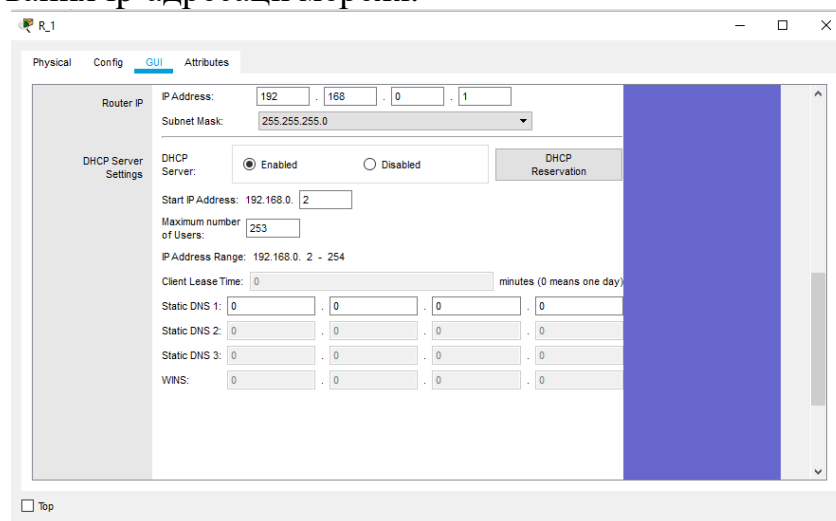 вання ip-адресації мережі.
R_1
Physical Config GUI Attributes
Router IP
IP Address: 192 . 168 . 0 . 1
Subnet Mask: 255.255.255.0
DHCP Server Settings
DHCP Server: Enabled Disabled DHCP Reservation
Start IP Address: 192.168.0. 2
Maximum number of Users: 253
IP Address Range: 192.168.0. 2 - 254
Client Lease Time: 0 minutes (0 means one day)
Static DNS 1: 0 . 0 . 0 . 0
Static DNS 2: 0 . 0 . 0 . 0
Static DNS 3: 0 . 0 . 0 . 0
WINS: 0 . 0 . 0 . 0
Top